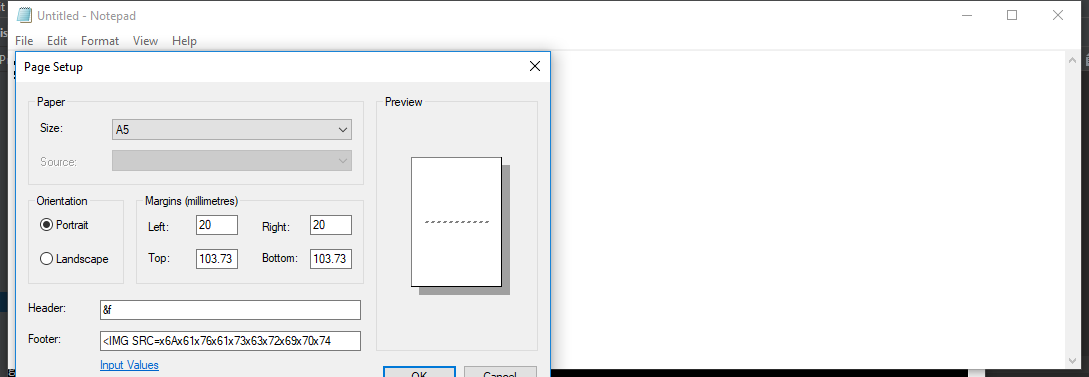 Untitled - Notepad
File Edit Format View Help
Page Setup
Paper
Size: A5
Source:
Orientation
Portrait
Landscape
Margins (millimetres)
Left: 20 Right: 20
Top: 103.73 Bottom: 103.73
Preview
Header: &f
Footer: <IMG SRC=x6Ax61x76x61x73x63x72x69x70x74
Input Values
OK Cancel